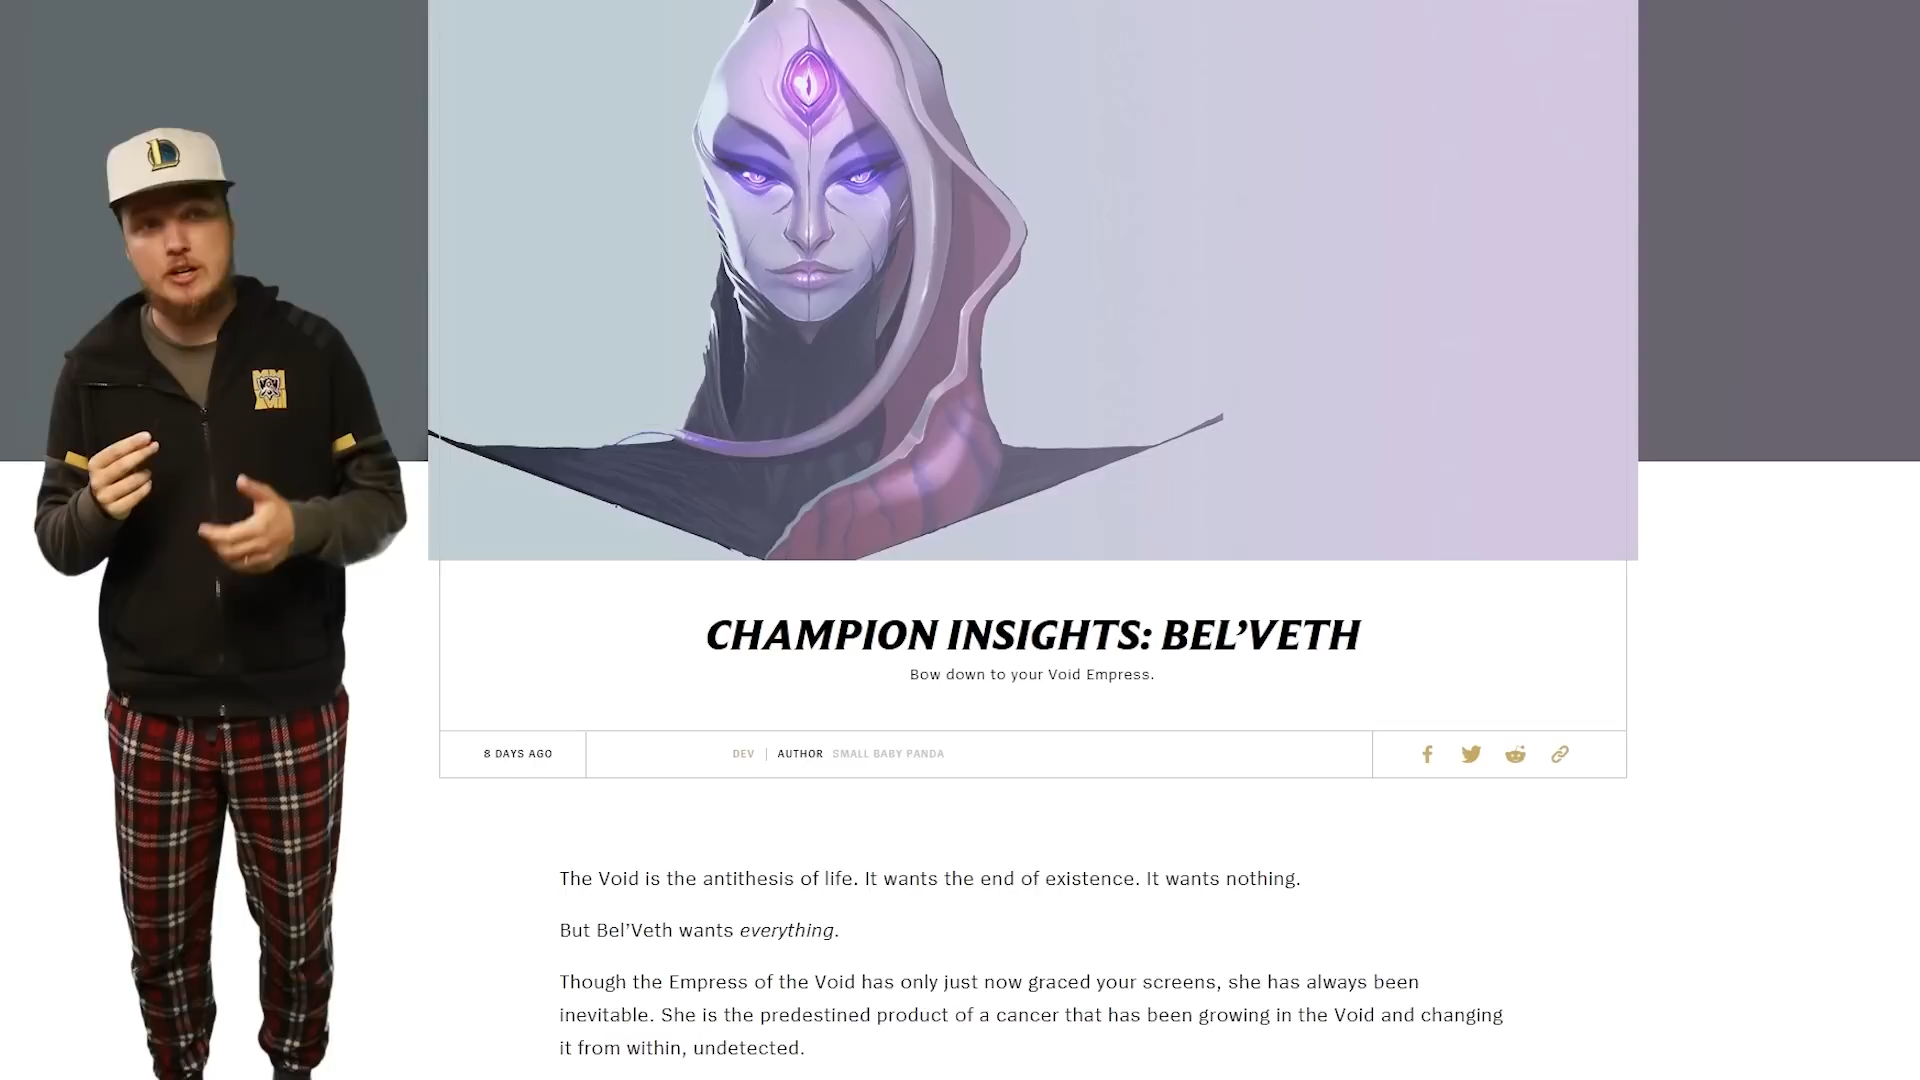 CHAMPION INSIGHTS: BEL’VETH
Bow down to your Void Empress.
8 DAYS AGO
DEV | AUTHOR SMALL BABY PANDA
The Void is the antithesis of life. It wants the end of existence. It wants nothing.
But Bel’Veth wants everything.
Though the Empress of the Void has only just now graced your screens, she has always been
inevitable. She is the predestined product of a cancer that has been growing in the Void and changing
it from within, undetected.